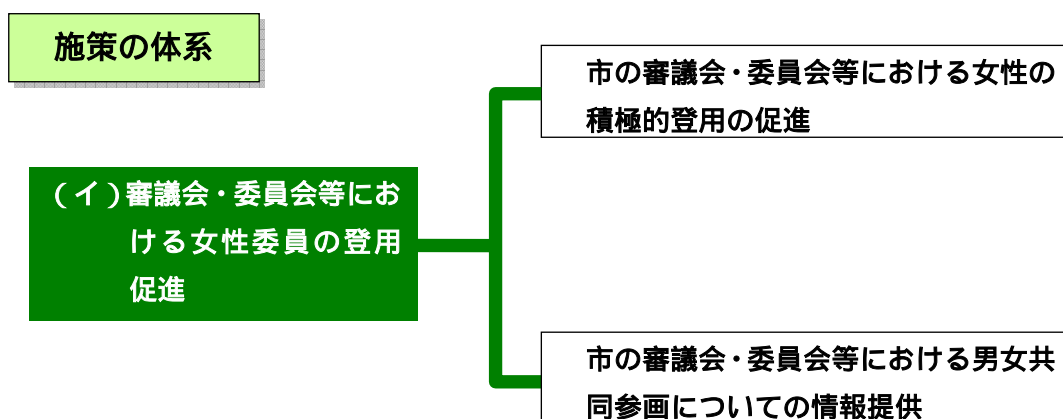 施策の体系
市の審議会・委員会等における女性の
積極的登用の促進
（イ）審議会・委員会等にお
ける女性委員の登用
促進
市の審議会・委員会等における男女共
同参画についての情報提供